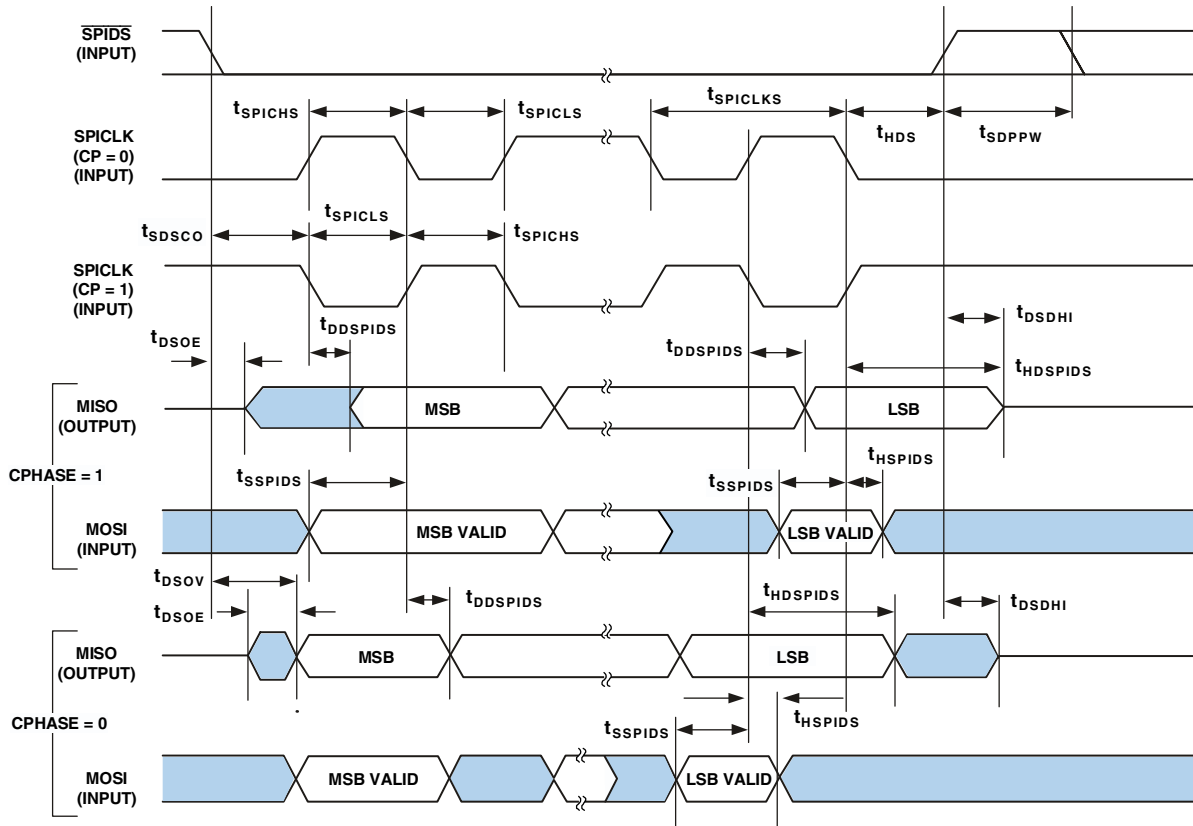 SPIDS
(INPUT)
tSPICHS
tSPICLS
tSPICLKS
tHDS
tSDPPW
SPICLK
(CP = 0)
(INPUT)
tSDSCO
tSPICLS
tSPICHS
SPICLK
(CP = 1)
(INPUT)
tDSOE
tDDSPIDS
tDDSPIDS
tDSDHI
tHDSPIDS
CPHASE = 1
MISO
(OUTPUT)
MSB
LSB
tSSPIDS
tSSPIDS
tHSPIDS
MOSI
(INPUT)
MSB VALID
LSB VALID
tDSOV
tDSOE
tDDSPIDS
tHDSPIDS
tDSDHI
CPHASE = 0
MISO
(OUTPUT)
MSB
LSB
tSSPIDS
tHSPIDS
MOSI
(INPUT)
MSB VALID
LSB VALID